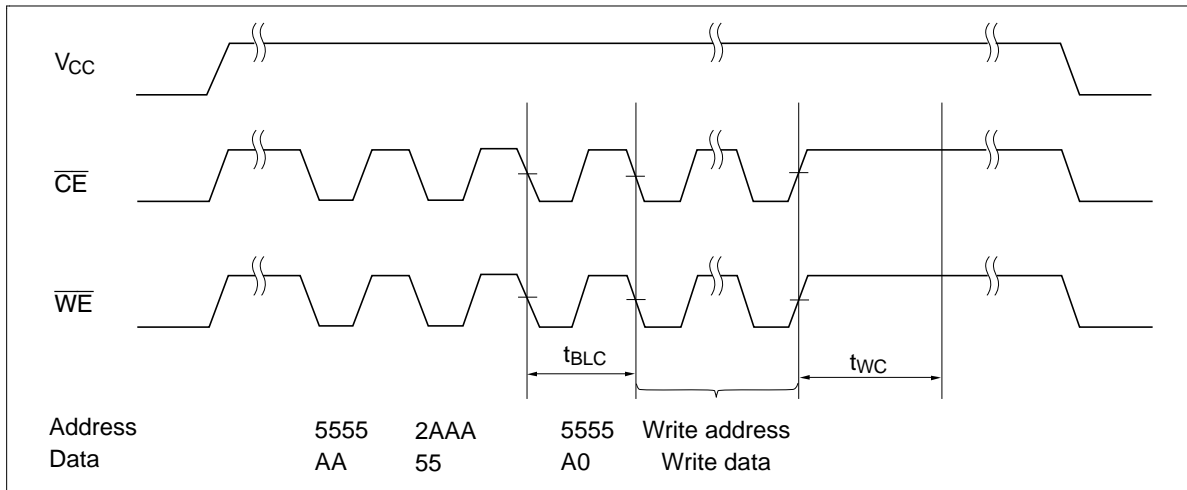 VCC
CE
WE
tBLC
tWC
Address 5555 2AAA 5555 Write address
Data AA 55 A0 Write data